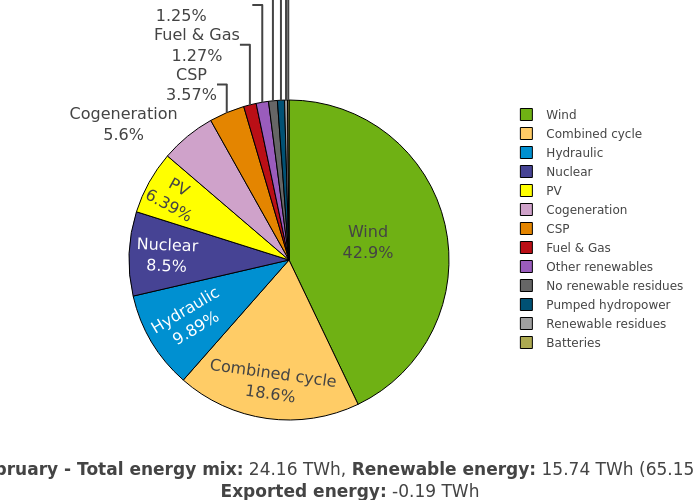 1.25%
Fuel & Gas
1.27%
CSP
3.57%
Cogeneration
5.6%
PV
6.39%
Nuclear
8.5%
Hydraulic
9.89%
Combined cycle
18.6%
Wind
42.9%
Wind
Combined cycle
Hydraulic
Nuclear
PV
Cogeneration
CSP
Fuel & Gas
Other renewables
No renewable residues
Pumped hydropower
Renewable residues
Batteries
bruary - Total energy mix: 24.16 TWh, Renewable energy: 15.74 TWh (65.15
Exported energy: -0.19 TWh